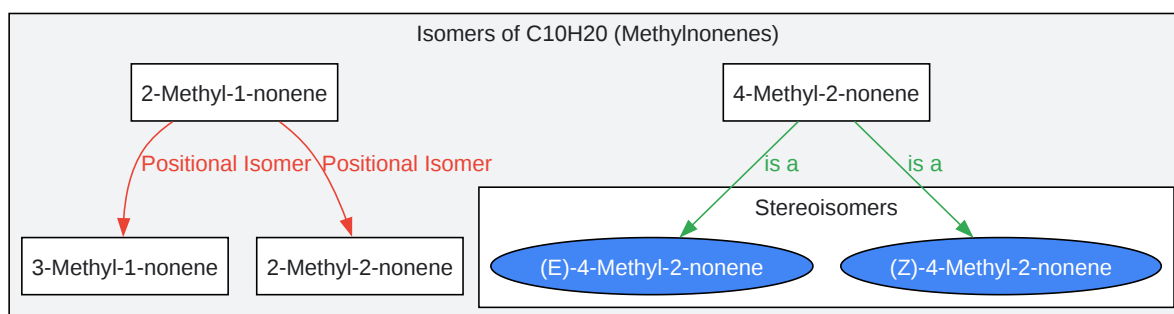 Isomers of C10H20 (Methylnonenes)
2-Methyl-1-nonene
4-Methyl-2-nonene
Positional Isomer
Positional Isomer
is a
is a
Stereoisomers
3-Methyl-1-nonene
2-Methyl-2-nonene
(E)-4-Methyl-2-nonene
(Z)-4-Methyl-2-nonene